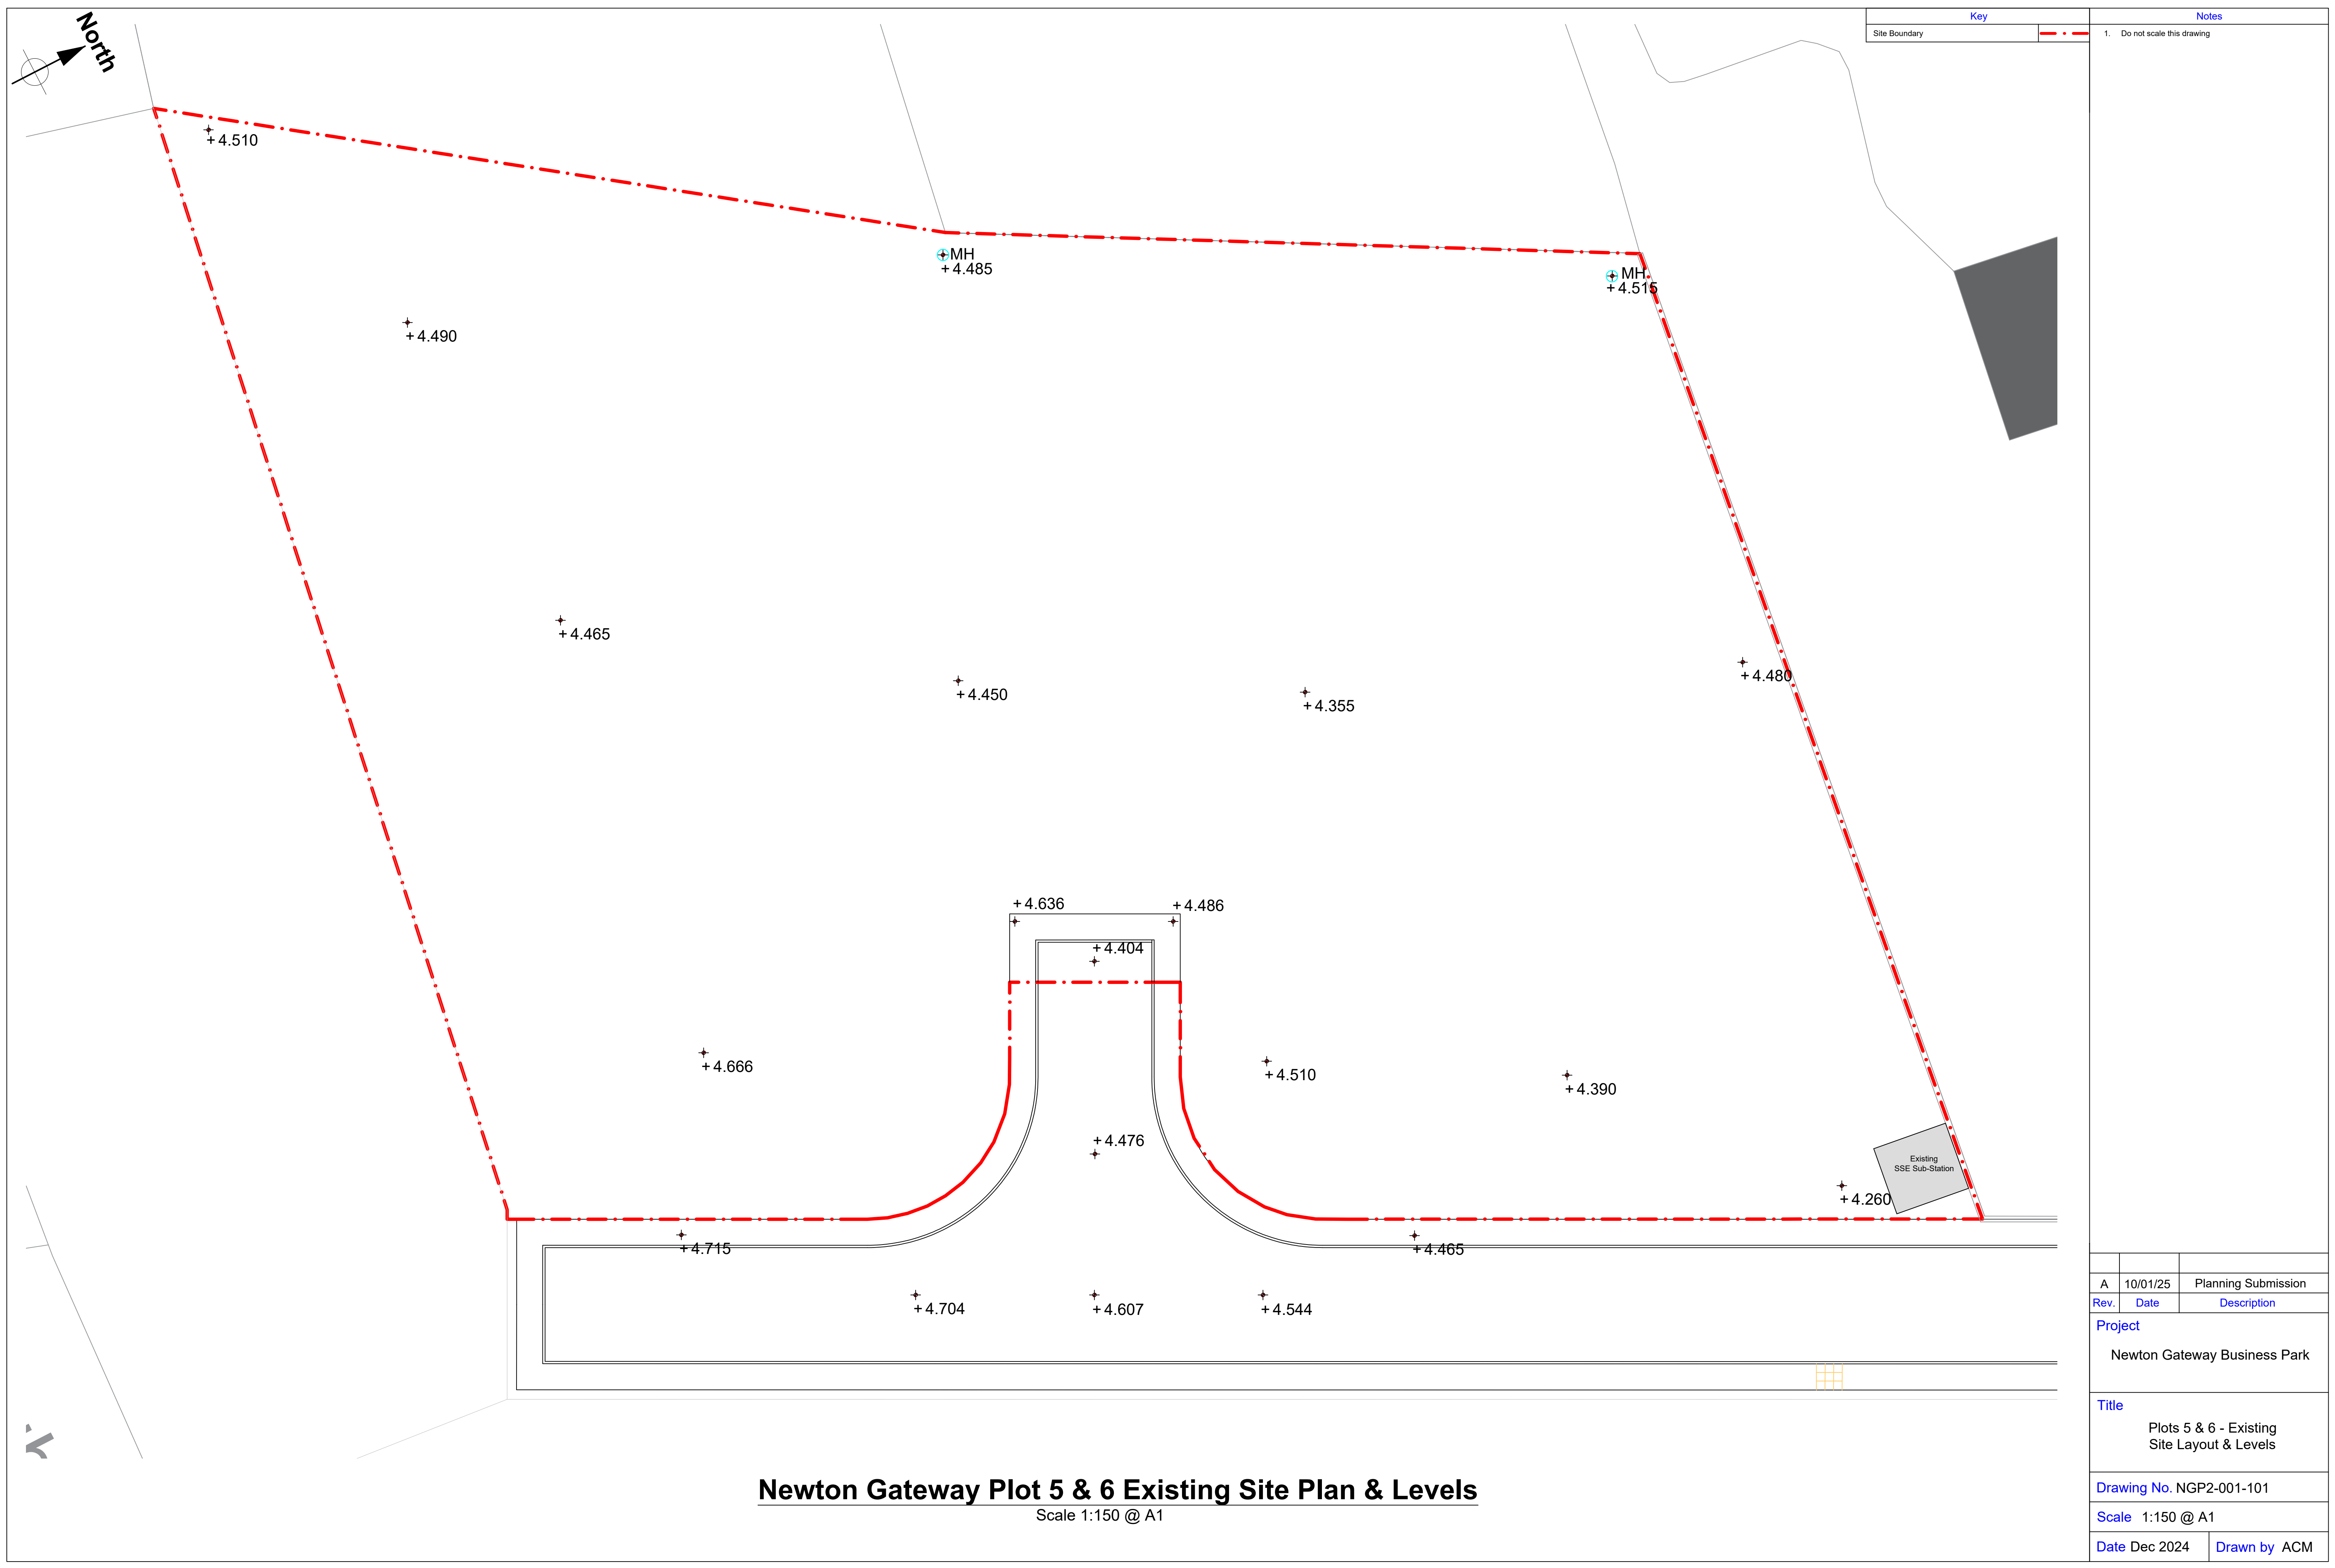 North
Key
Notes
Site Boundary
1. Do not scale this drawing
+4.510
MH
+4.485
MH
+4.515
+4.490
+4.465
+4.450
+4.355
+4.480
+4.636
+4.486
+4.404
+4.666
+4.510
+4.390
+4.476
Existing
SSE Sub-Station
+4.260
+4.715
+4.465
+4.704
+4.607
+4.544
A 10/01/25 Planning Submission
Rev. Date Description
Project
Newton Gateway Business Park
Title
Plots 5 & 6 - Existing
Site Layout & Levels
Drawing No. NGP2-001-101
Scale 1:150 @ A1
Date Dec 2024 Drawn by ACM
Newton Gateway Plot 5 & 6 Existing Site Plan & Levels
Scale 1:150 @ A1